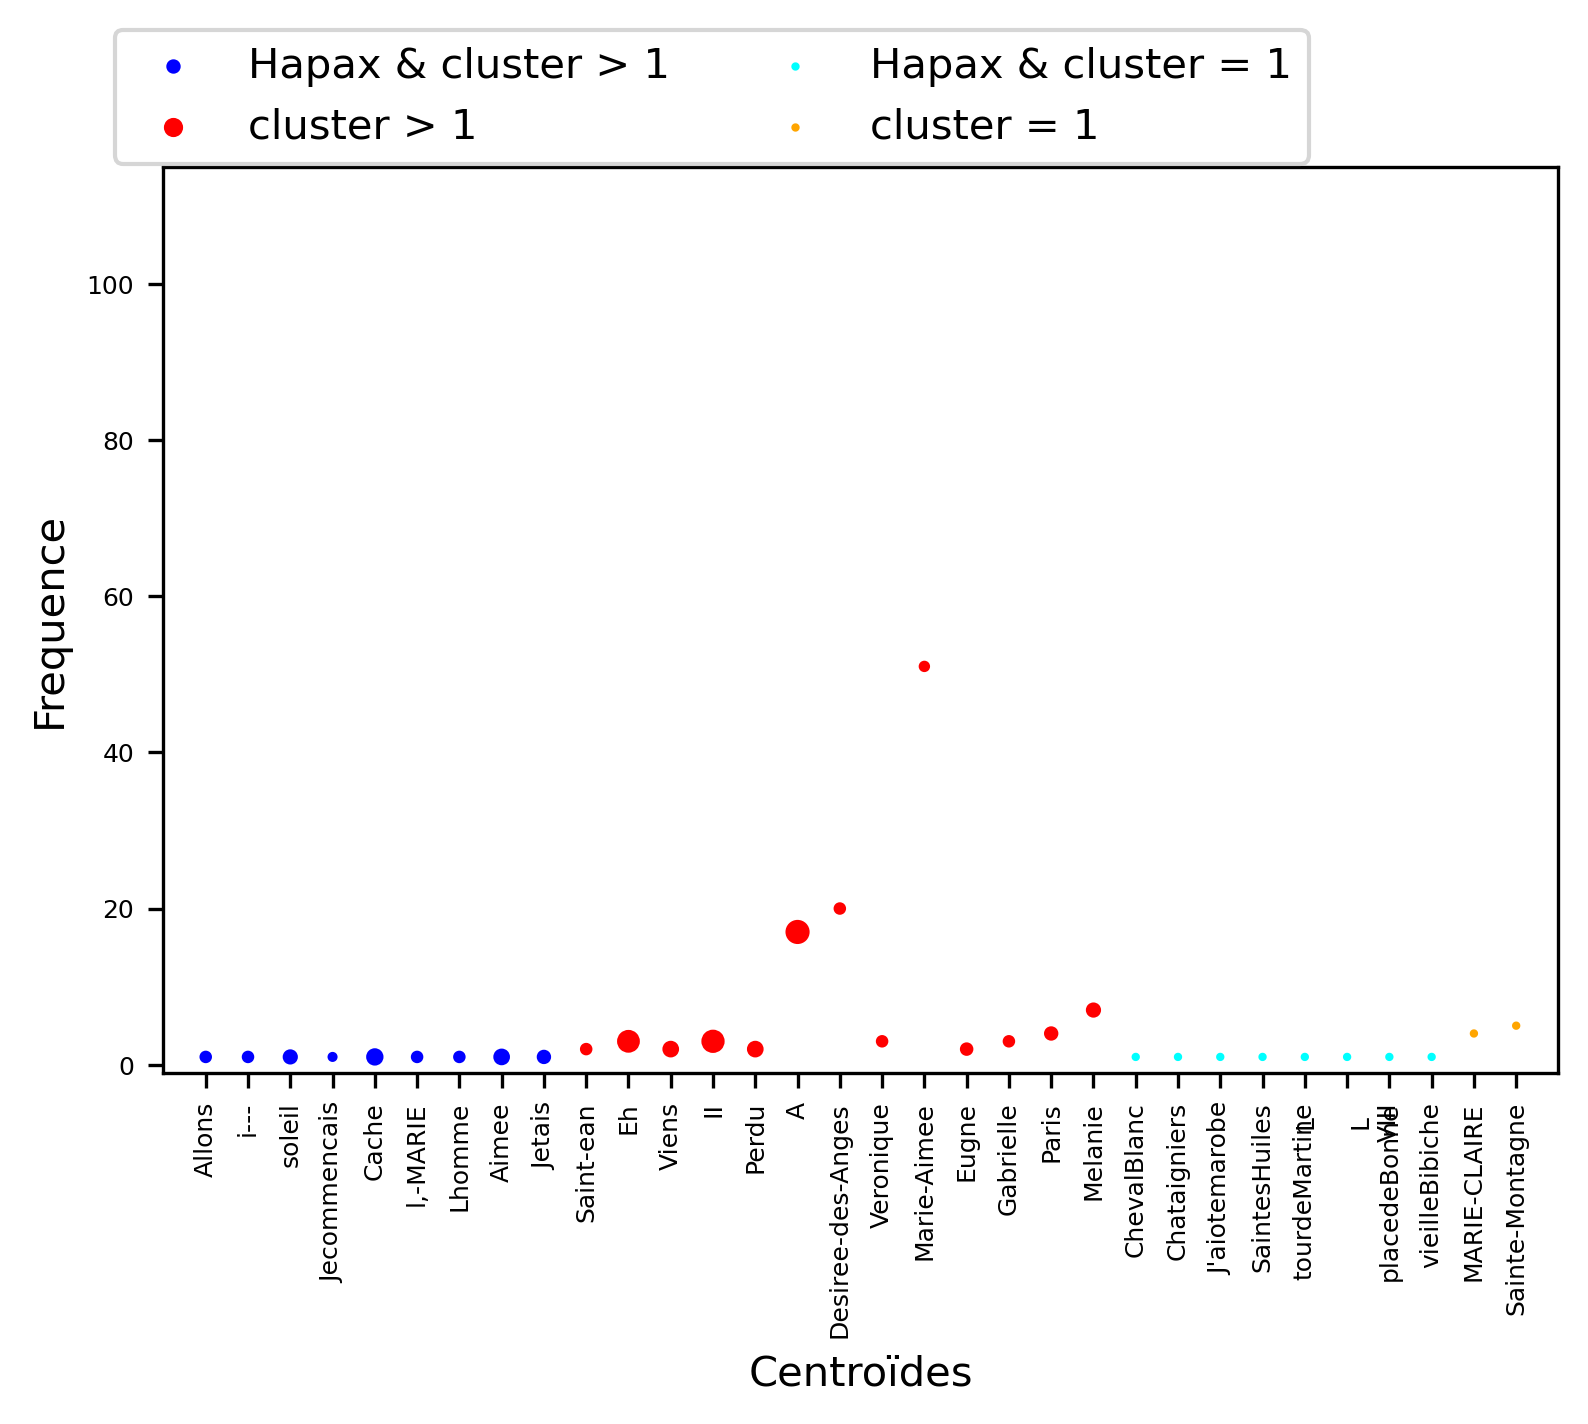 Hapax & cluster > 1
cluster > 1
Hapax & cluster = 1
cluster = 1
Frequence
100
80
60
40
20
0
Allons
i---
soleil
Jecommencais
Cache
I,-MARIE
Lhomme
Aimee
Jetais
Saint-ean
Eh
Viens
Il
Perdu
A
Desiree-des-Anges
Veronique
Marie-Aimee
Eugne
Gabrielle
Paris
Melanie
ChevalBlanc
Chataigniers
J'aiotemarobe
SaintesHuiles
tourdeMartin
L
vieilleBibiche
MARIE-CLAIRE
Sainte-Montagne
Centroïdes